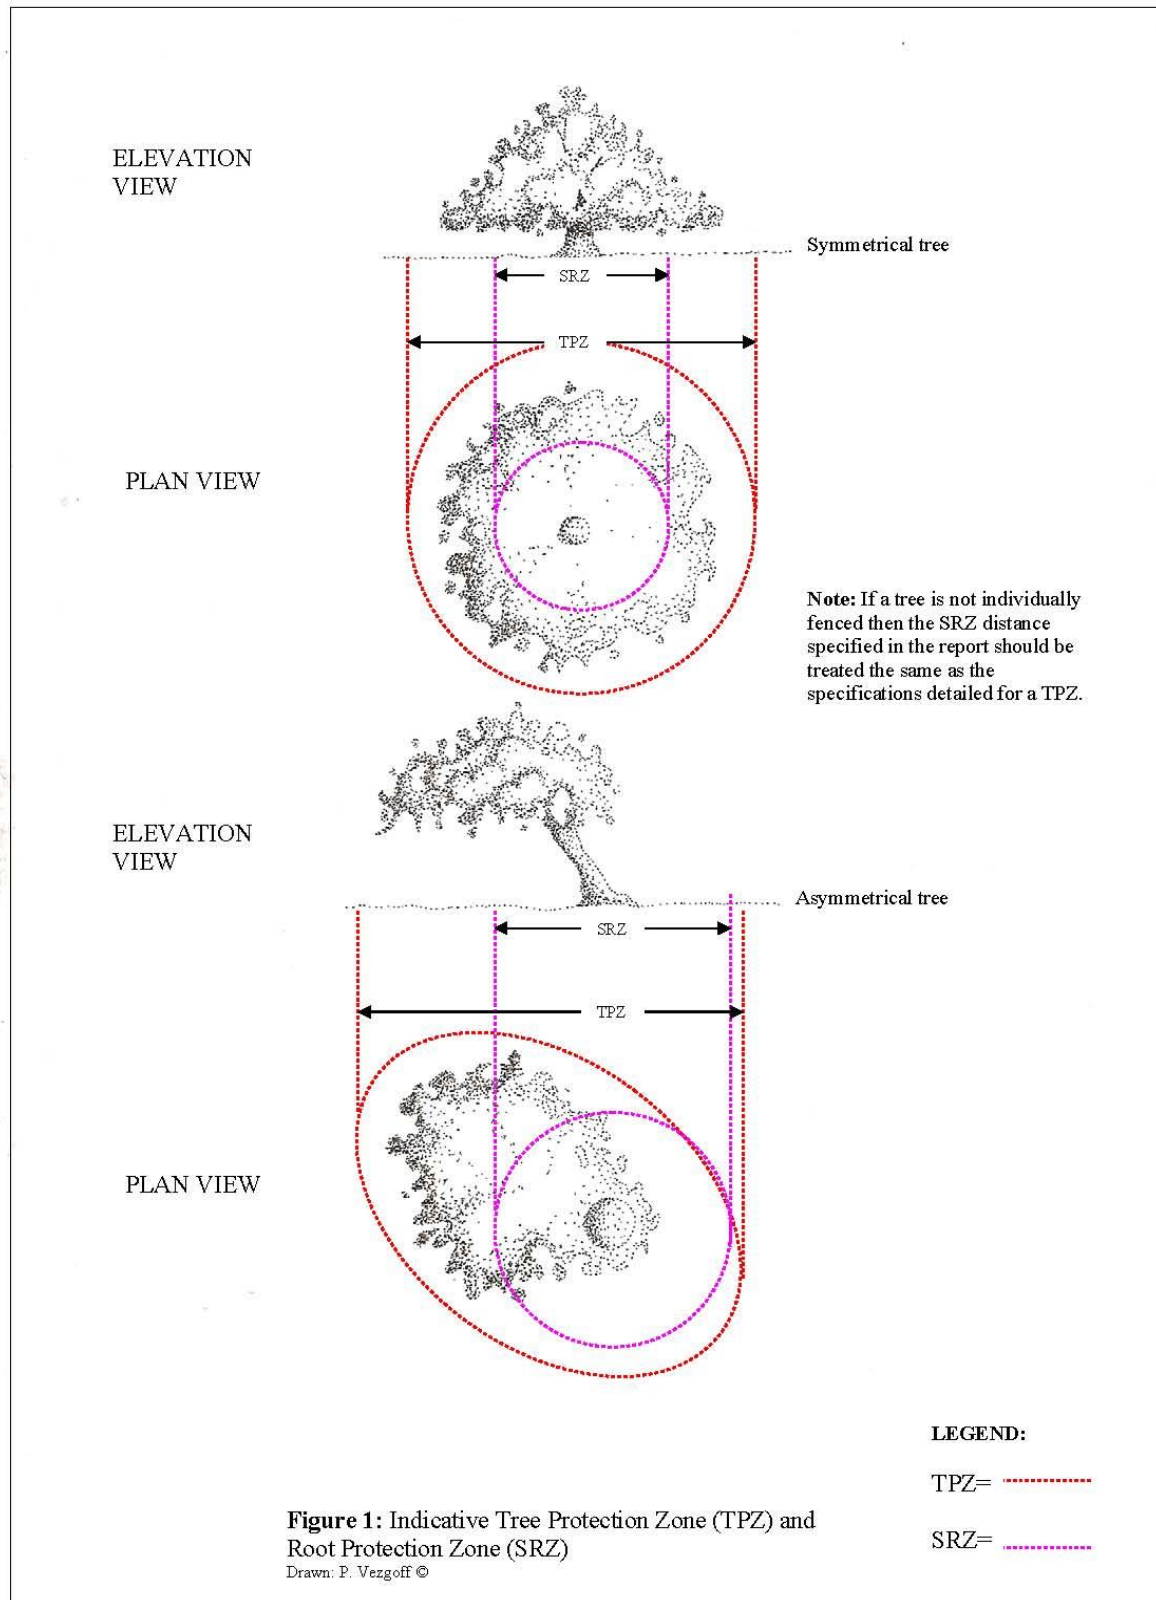 ELEVATION
VIEW
Symmetrical tree
SRZ
TPZ
PLAN VIEW
Note: If a tree is not individually
fenced then the SRZ distance
specified in the report should be
treated the same as the
specifications detailed for a TPZ.
ELEVATION
VIEW
Asymmetrical tree
SRZ
TPZ
PLAN VIEW
LEGEND:
TPZ=
SRZ=
Figure 1: Indicative Tree Protection Zone (TPZ) and
Root Protection Zone (SRZ)
Drawn: P. Vezgoff ©